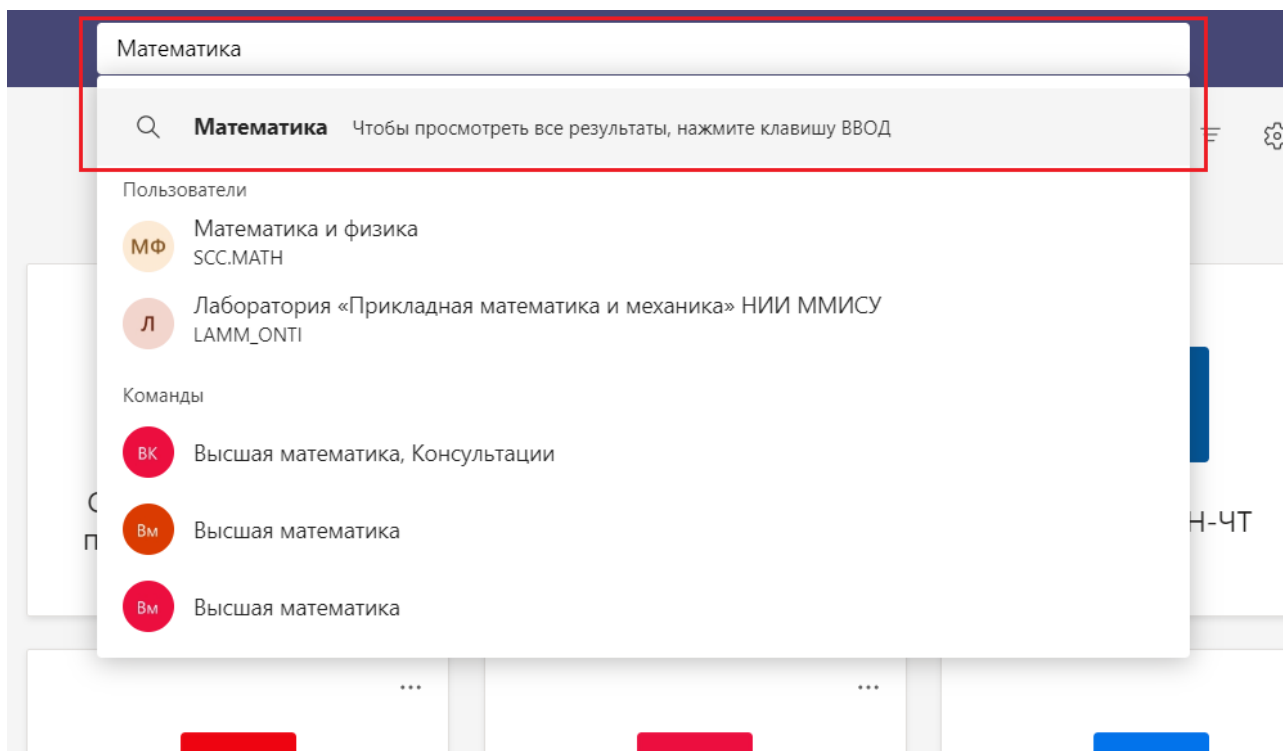 Математика
Математика Чтобы просмотреть все результаты, нажмите клавишу ВВОД
Пользователи
МФ
Математика и физика
SCC.MATH
Л
Лаборатория «Прикладная математика и механика» НИИ ММИСУ
LAMM_ONTI
Команды
ВК
Высшая математика, Консультации
Вм
Высшая математика
Н-ЧТ
Вм
Высшая математика